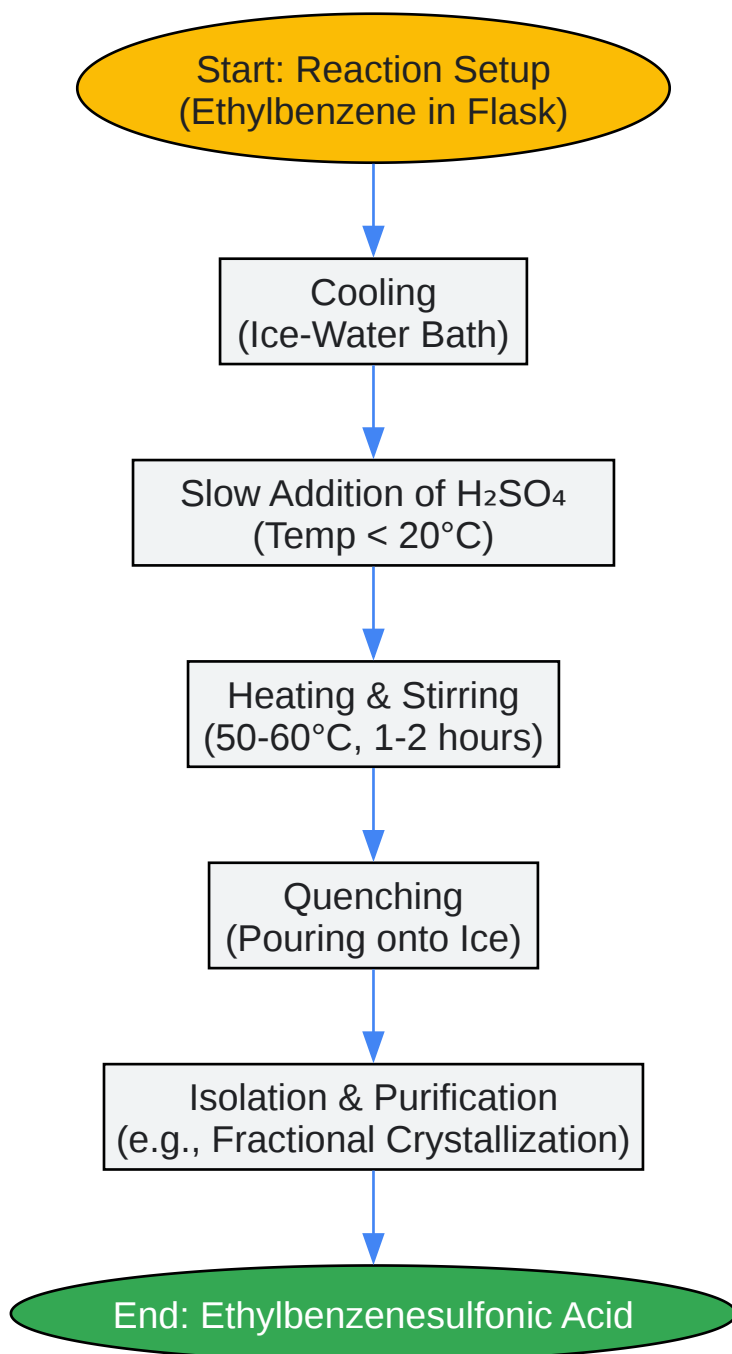 Start: Reaction Setup
(Ethylbenzene in Flask)
Cooling
(Ice-Water Bath)
Slow Addition of H₂SO₄
(Temp < 20°C)
Heating & Stirring
(50-60°C, 1-2 hours)
Quenching
(Pouring onto Ice)
Isolation & Purification
(e.g., Fractional Crystallization)
End: Ethylbenzenesulfonic Acid